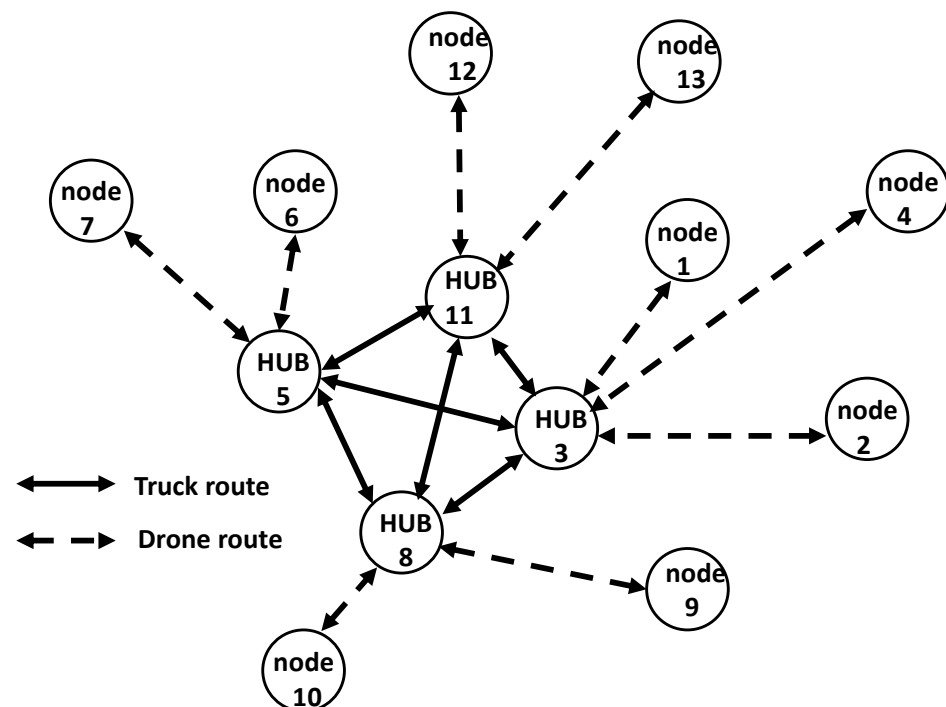 node
12
node
13
node
7
node
6
node
4
node
1
HUB
11
HUB
5
HUB
3
node
2
Truck route
Drone route
HUB
8
node
9
node
10